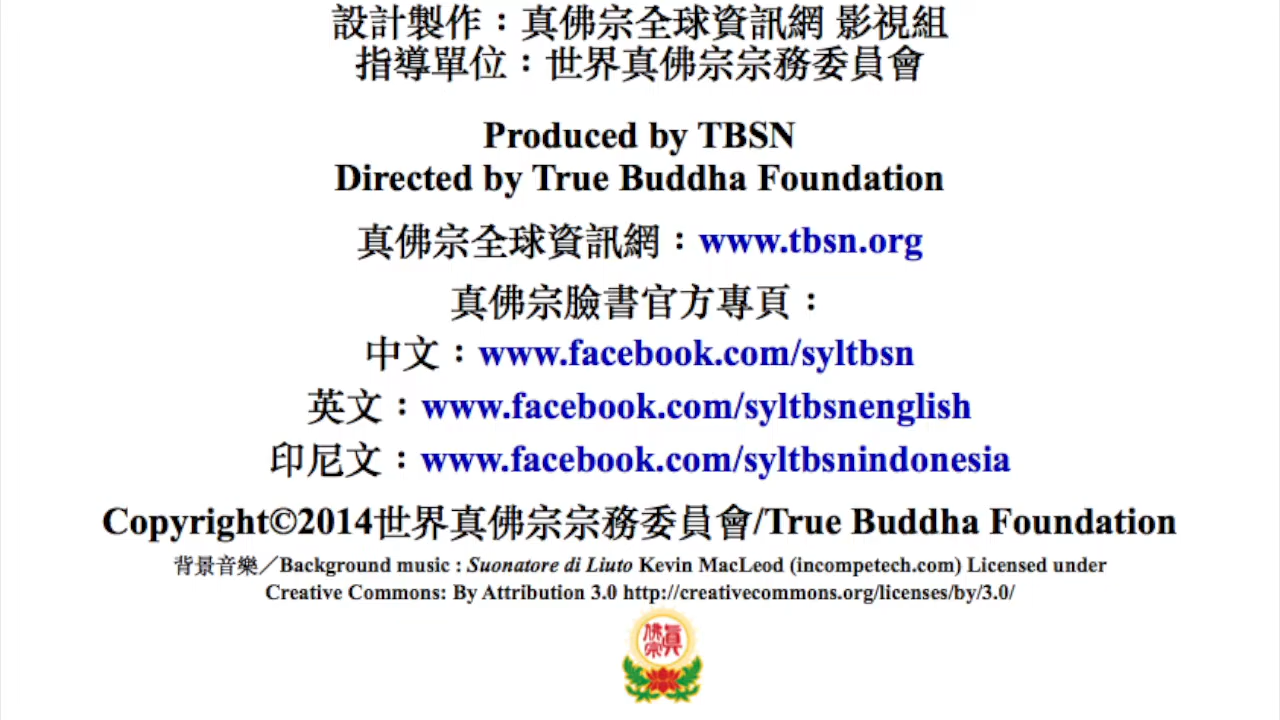 設計製作：真佛宗全球資訊網 影視組
指導單位：世界真佛宗宗務委員會
Produced by TBSN
Directed by True Buddha Foundation
真佛宗全球資訊網：www.tbsn.org
真佛宗臉書官方專頁：
中文：www.facebook.com/syltbsn
英文：www.facebook.com/syltbsnenglish
印尼文：www.facebook.com/syltbsnindonesia
Copyright©2014世界真佛宗宗務委員會/True Buddha Foundation
背景音樂／Background music : Suonatore di Liuto Kevin MacLeod (incompetech.com) Licensed under
Creative Commons: By Attribution 3.0 http://creativecommons.org/licenses/by/3.0/
真佛宗